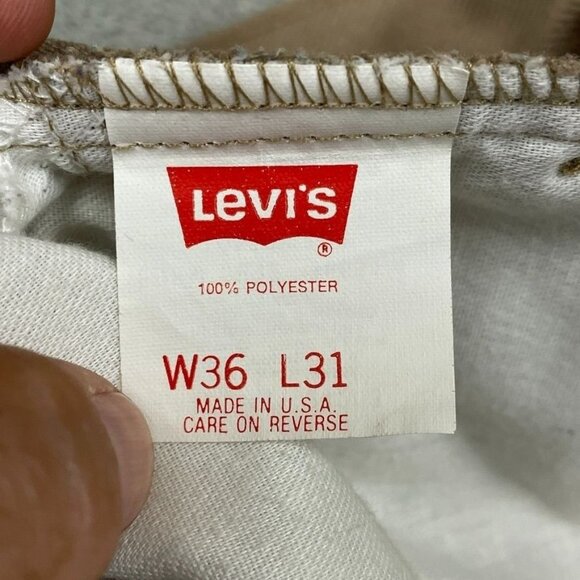 Levi's
®
100% POLYESTER
W36 L31
MADE IN U.S.A.
CARE ON REVERSE